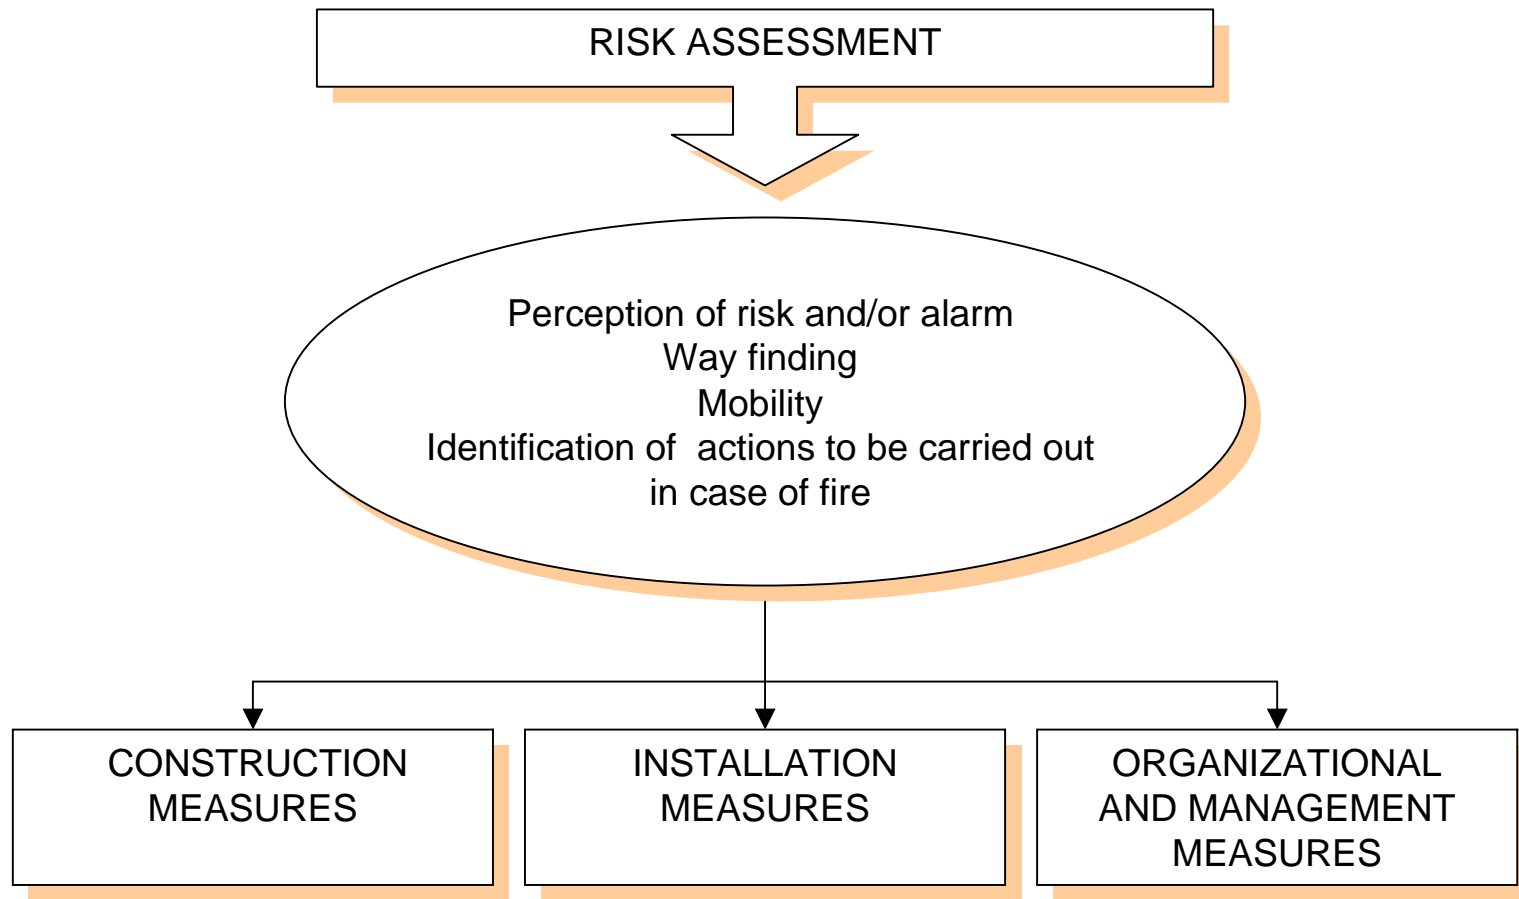 RISK ASSESSMENT
Perception of risk and/or alarm
Way finding
Mobility
Identification of  actions to be carried out
in case of fire
CONSTRUCTION
MEASURES
INSTALLATION
MEASURES
ORGANIZATIONAL
AND MANAGEMENT
MEASURES